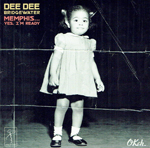 DEE DEE
BRIDGEWATER
MEMPHIS...
YES, I'M READY
OKeh